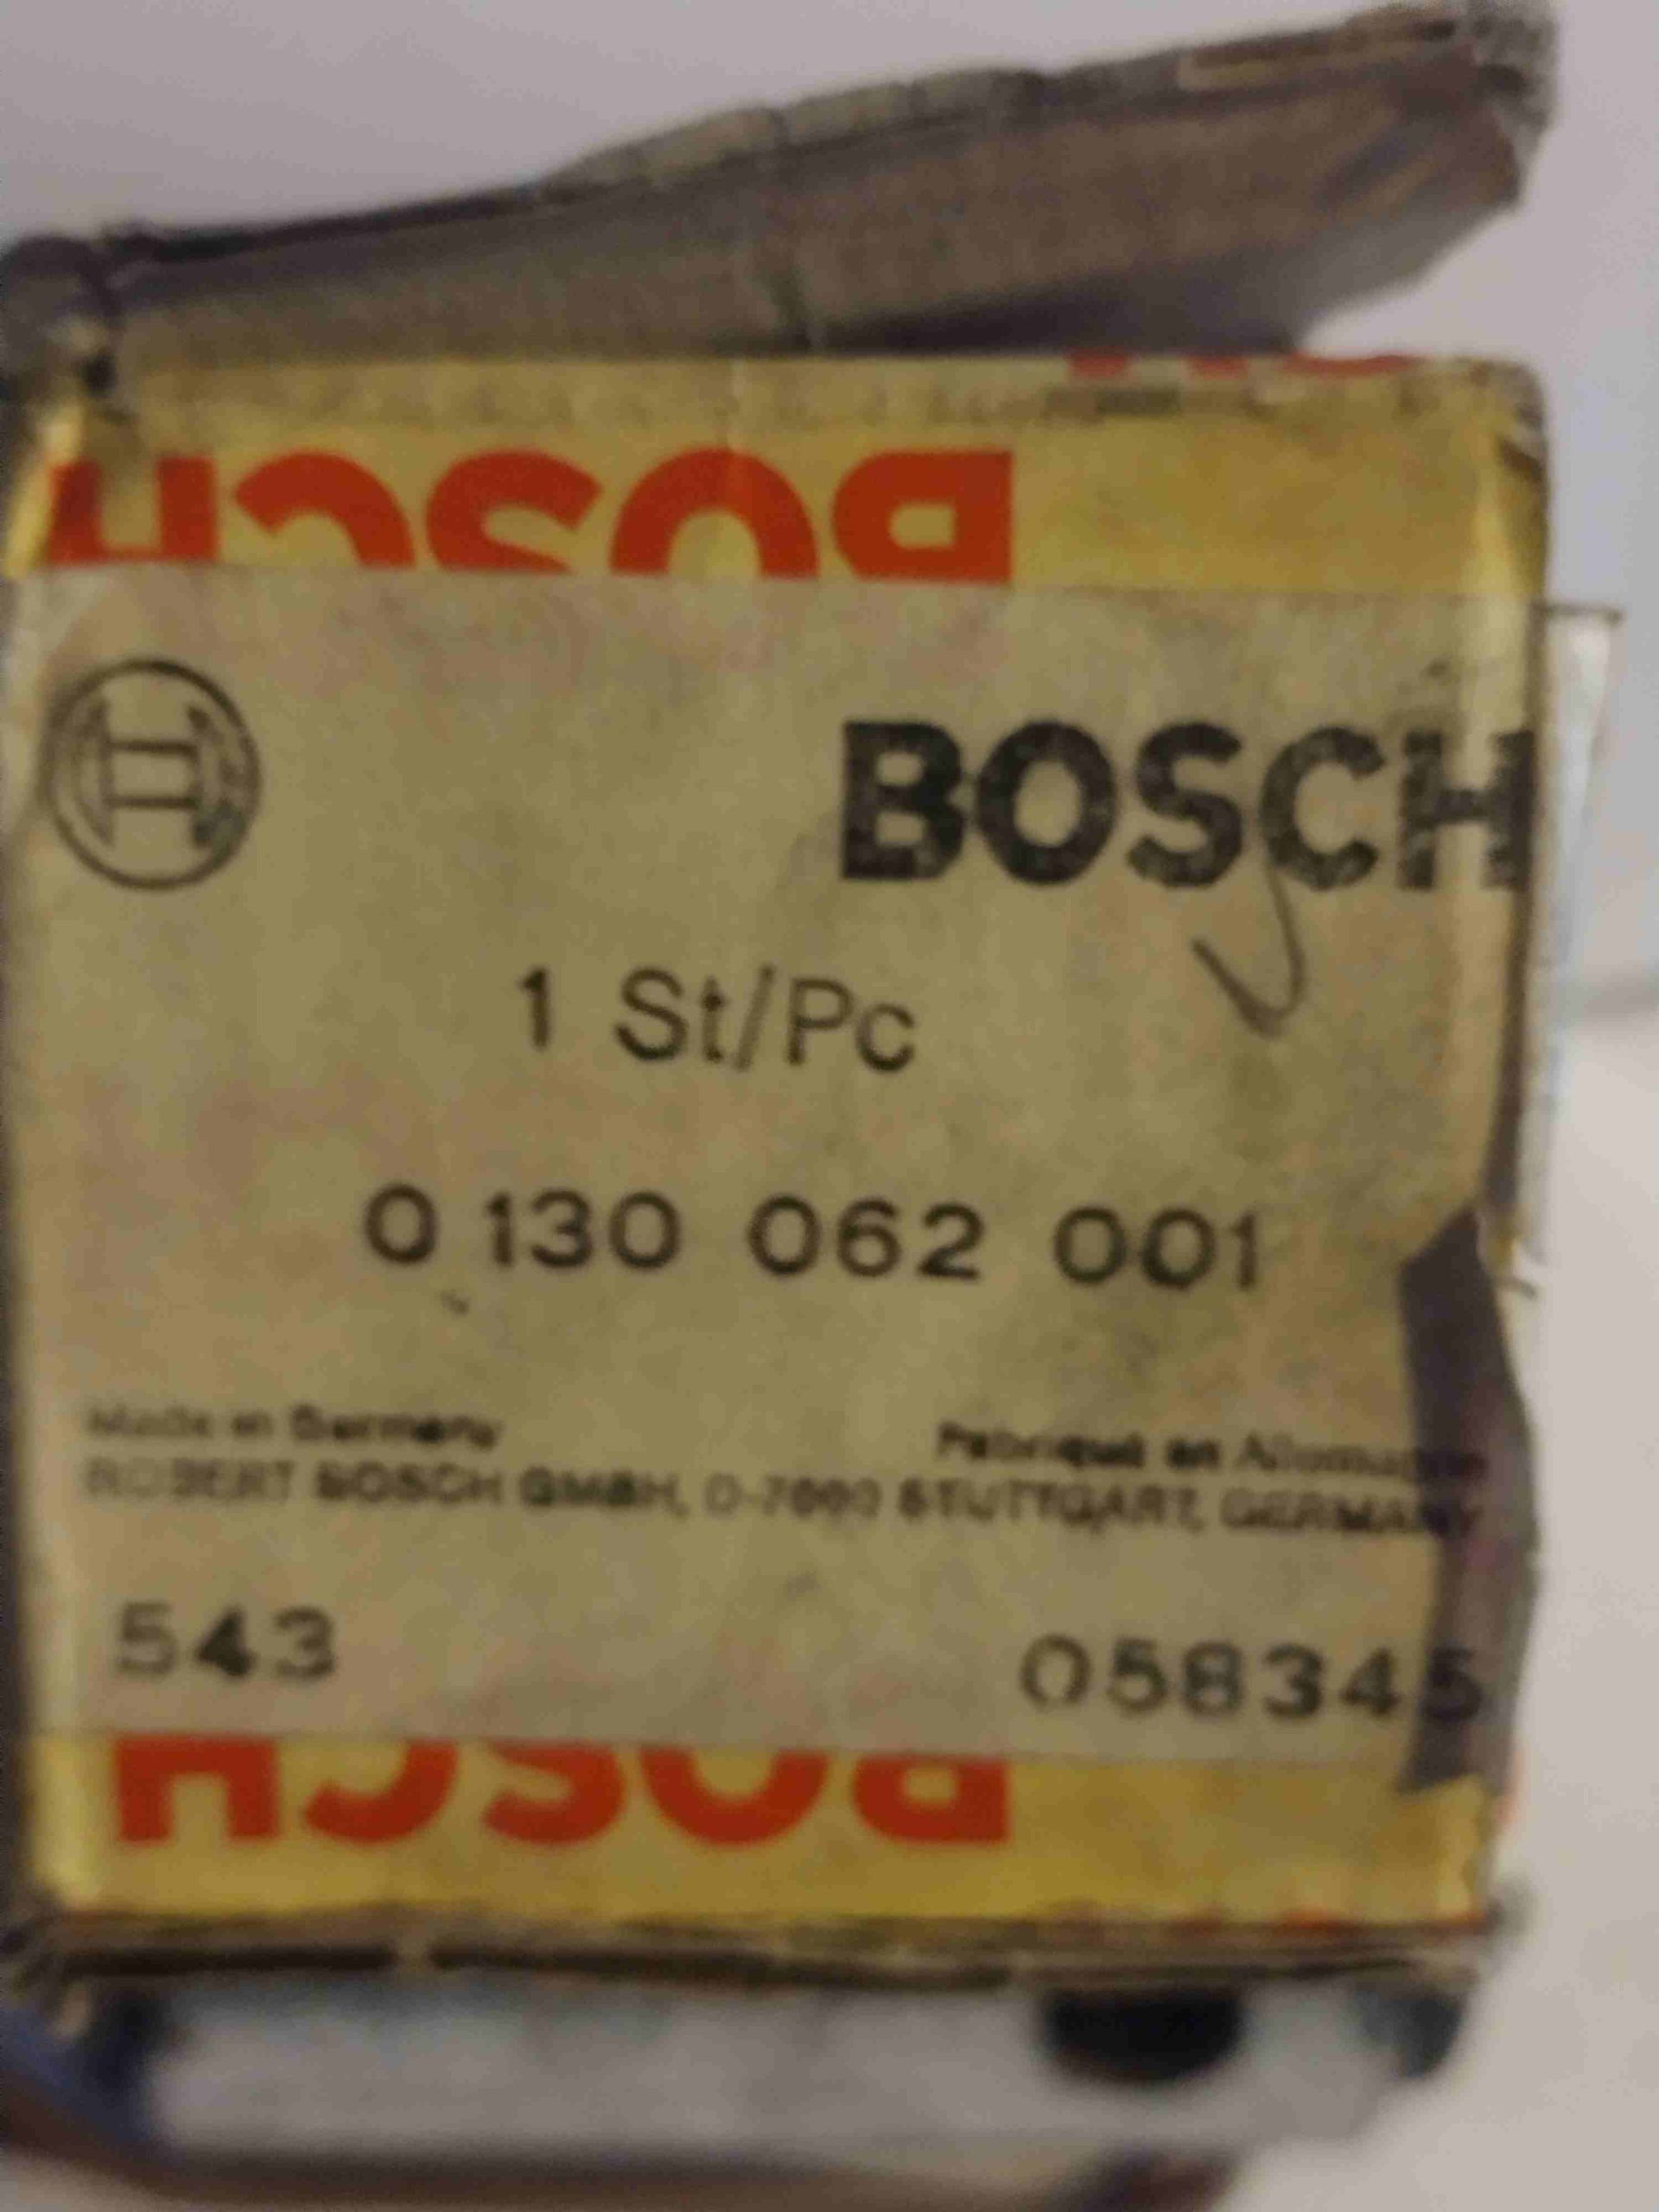 BOSCH
BOSCH
1 St/Pc
0 130 062 001
Made in Germany
Fabriqué en Allemagne
ROBERT BOSCH GMBH, D-7000 STUTTGART, GERMANY
543
058345
BOSCH